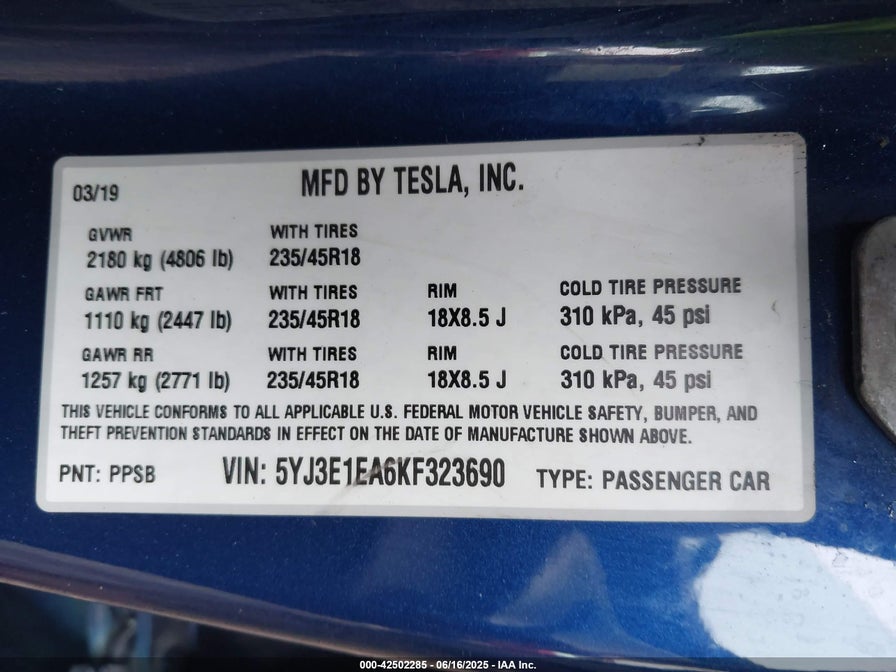 MFD BY TESLA, INC.
03/19
GVWR WITH TIRES
2180 kg (4806 lb) 235/45R18
GAWR FRT WITH TIRES RIM COLD TIRE PRESSURE
1110 kg (2447 lb) 235/45R18 18X8.5 J 310 kPa, 45 psi
GAWR RR WITH TIRES RIM COLD TIRE PRESSURE
1257 kg (2771 lb) 235/45R18 18X8.5 J 310 kPa, 45 psi
THIS VEHICLE CONFORMS TO ALL APPLICABLE U.S. FEDERAL MOTOR VEHICLE SAFETY, BUMPER, AND
THEFT PREVENTION STANDARDS IN EFFECT ON THE DATE OF MANUFACTURE SHOWN ABOVE.
PNT: PPSB VIN: 5YJ3E1EA6KF323690 TYPE: PASSENGER CAR
000-42502285 - 06/16/2025 - IAA Inc.